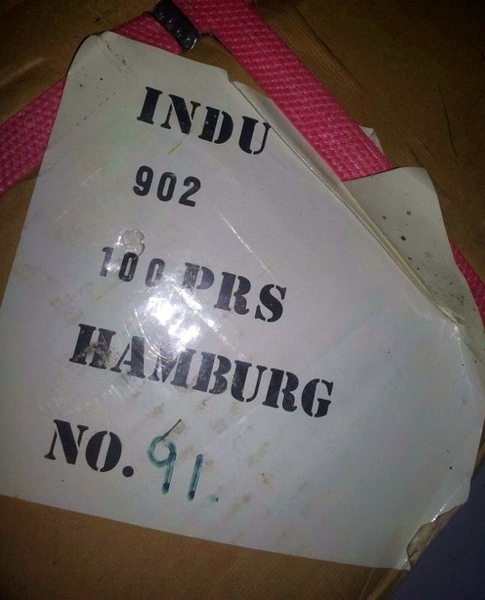 INDU
902
100 PRS
HAMBURG
NO. 91.